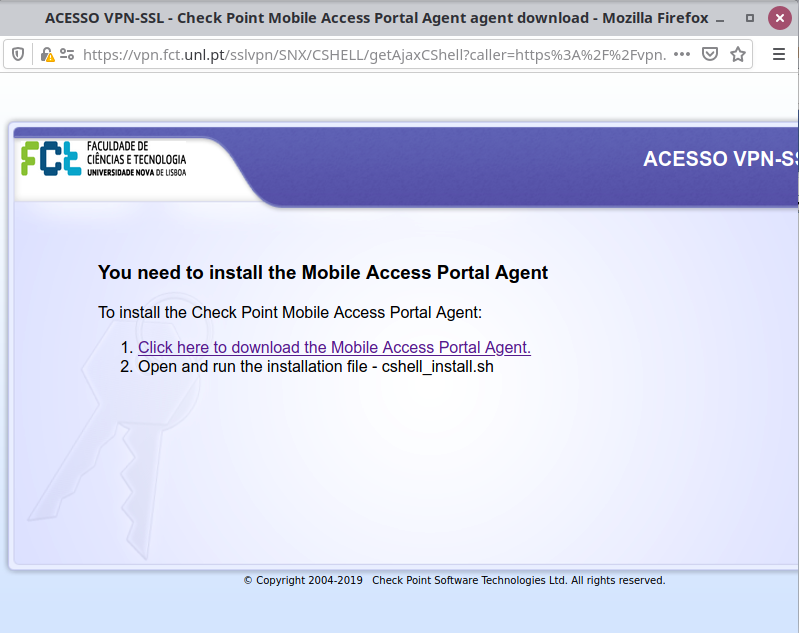 ACESSO VPN-SSL - Check Point Mobile Access Portal Agent agent download - Mozilla Firefox
https://vpn.fct.unl.pt/sslvpn/SNX/CSHELL/getAjaxCShell?caller=https%3A%2F%2Fvpn.
FCt
FACULDADE DE
CIÊNCIAS E TECNOLOGIA
UNIVERSIDADE NOVA DE LISBOA
ACESSO VPN-SS
You need to install the Mobile Access Portal Agent
To install the Check Point Mobile Access Portal Agent:
1. Click here to download the Mobile Access Portal Agent.
2. Open and run the installation file - cshell_install.sh
© Copyright 2004-2019 Check Point Software Technologies Ltd. All rights reserved.